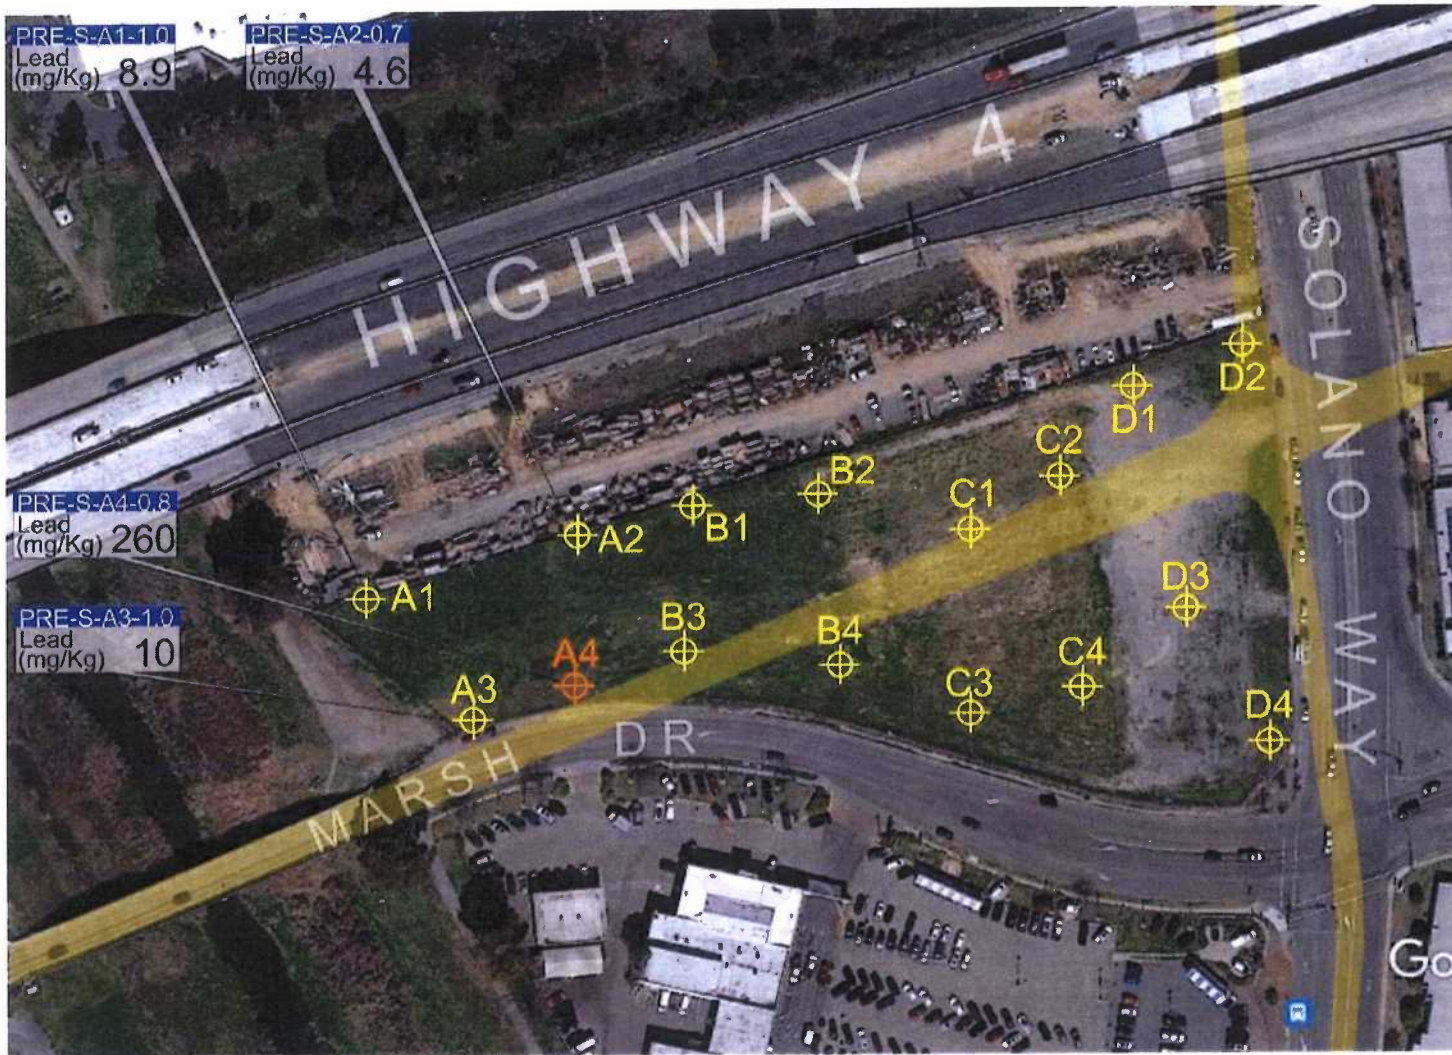 PRE-S-A1-1.0
Lead
(mg/Kg) 8.9
PRE-S-A2-0.7
Lead
(mg/Kg) 4.6
HIGHWAY 4
SOLANO WAY
D2
D1
C2
B2
C1
B1
A2
PRE-S-A4-0.8
Lead
(mg/Kg) 260
A1
D3
PRE-S-A3-1.0
Lead
(mg/Kg) 10
B3
B4
A4
C4
A3
C3
D4
MARSH DR
Go